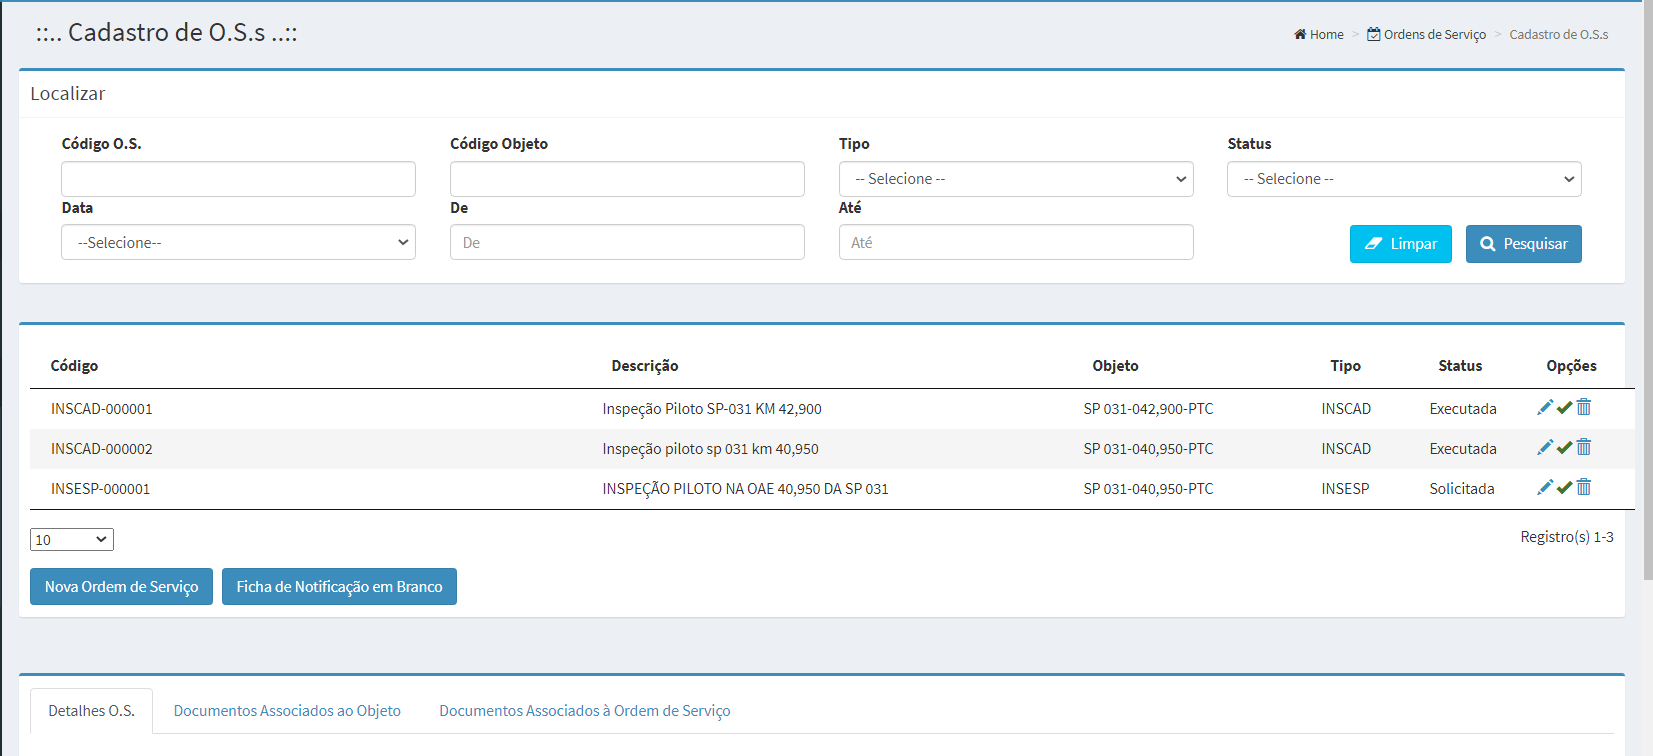 ::.. Cadastro de O.S.s ..::
Home > Ordens de Serviço > Cadastro de O.S.s
Localizar
Código O.S. Código Objeto Tipo Status
-- Selecione -- -- Selecione --
Data De Até
--Selecione-- De Até Limpar Pesquisar
Código Descrição Objeto Tipo Status Opções
INSCAD-000001 Inspeção Piloto SP-031 KM 42,900 SP 031-042,900-PTC INSCAD Executada
INSCAD-000002 Inspeção piloto sp 031 km 40,950 SP 031-040,950-PTC INSCAD Executada
INSESP-000001 INSPEÇÃO PILOTO NA OAE 40,950 DA SP 031 SP 031-040,950-PTC INSESP Solicitada
10 Registro(s) 1-3
Nova Ordem de Serviço Ficha de Notificação em Branco
Detalhes O.S. Documentos Associados ao Objeto Documentos Associados à Ordem de Serviço